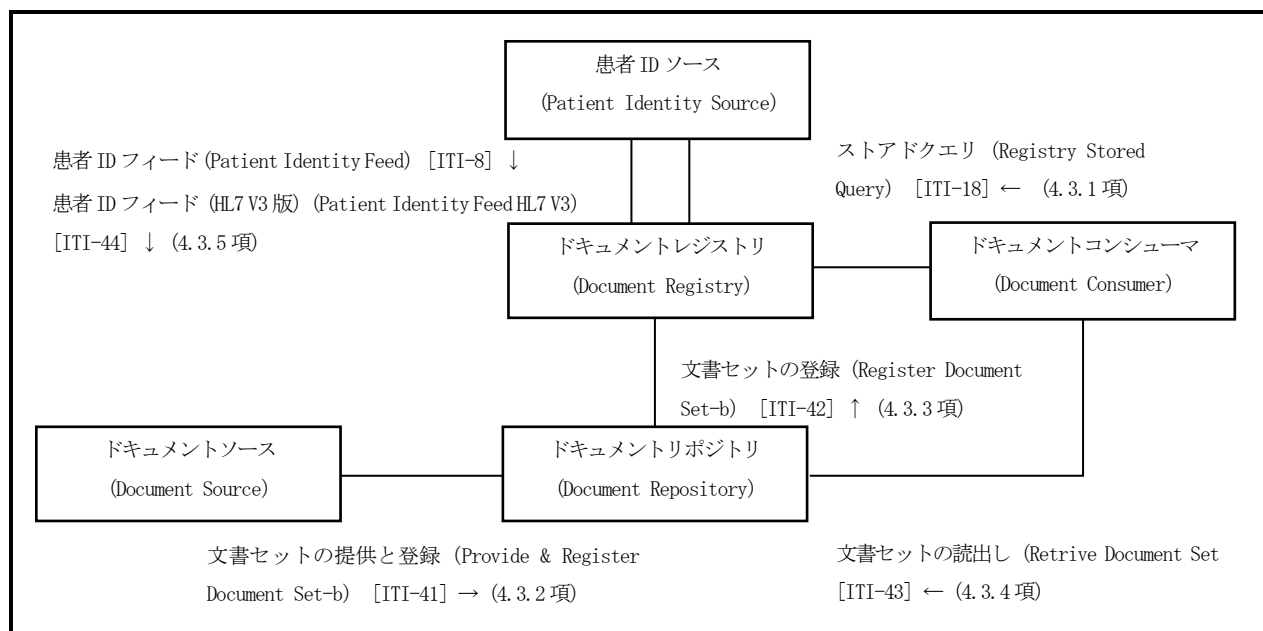 患者 ID ソース
(Patient Identity Source)
患者 ID フィード (Patient Identity Feed) [ITI-8] ↓
患者 ID フィード (HL7 V3 版) (Patient Identity Feed HL7 V3)
[ITI-44] ↓ (4.3.5 項)
ストアドクエリ (Registry Stored
Query) [ITI-18] ← (4.3.1 項)
ドキュメントレジストリ
(Document Registry)
ドキュメントコンシューマ
(Document Consumer)
文書セットの登録 (Register Document
Set-b) [ITI-42] ↑ (4.3.3 項)
ドキュメントソース
(Document Source)
ドキュメントリポジトリ
(Document Repository)
文書セットの提供と登録 (Provide & Register
Document Set-b) [ITI-41] → (4.3.2 項)
文書セットの読出し (Retrive Document Set
[ITI-43] ← (4.3.4 項)